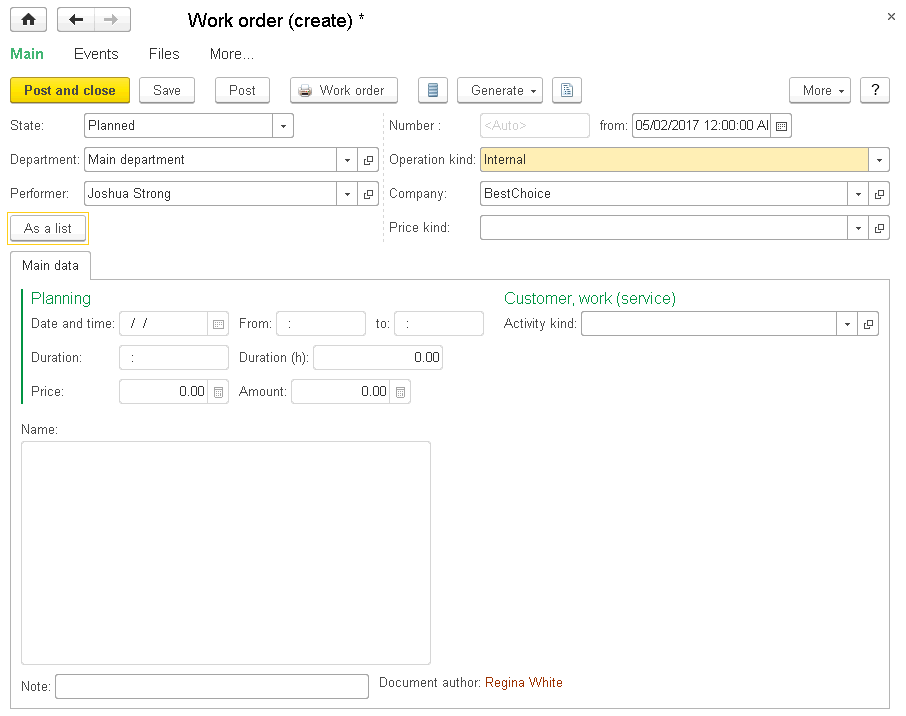 Work order (create) *
Main Events Files More...
Post and close Save Post Work order Generate More ?
State: Planned Number : <Auto> from: 05/02/2017 12:00:00 AI
Department: Main department Operation kind: Internal
Performer: Joshua Strong Company: BestChoice
As a list Price kind:
Main data
Planning Customer, work (service)
Date and time: / / From: : to: : Activity kind:
Duration: : Duration (h): 0.00
Price: 0.00 Amount: 0.00
Name:
Note: Document author: Regina White